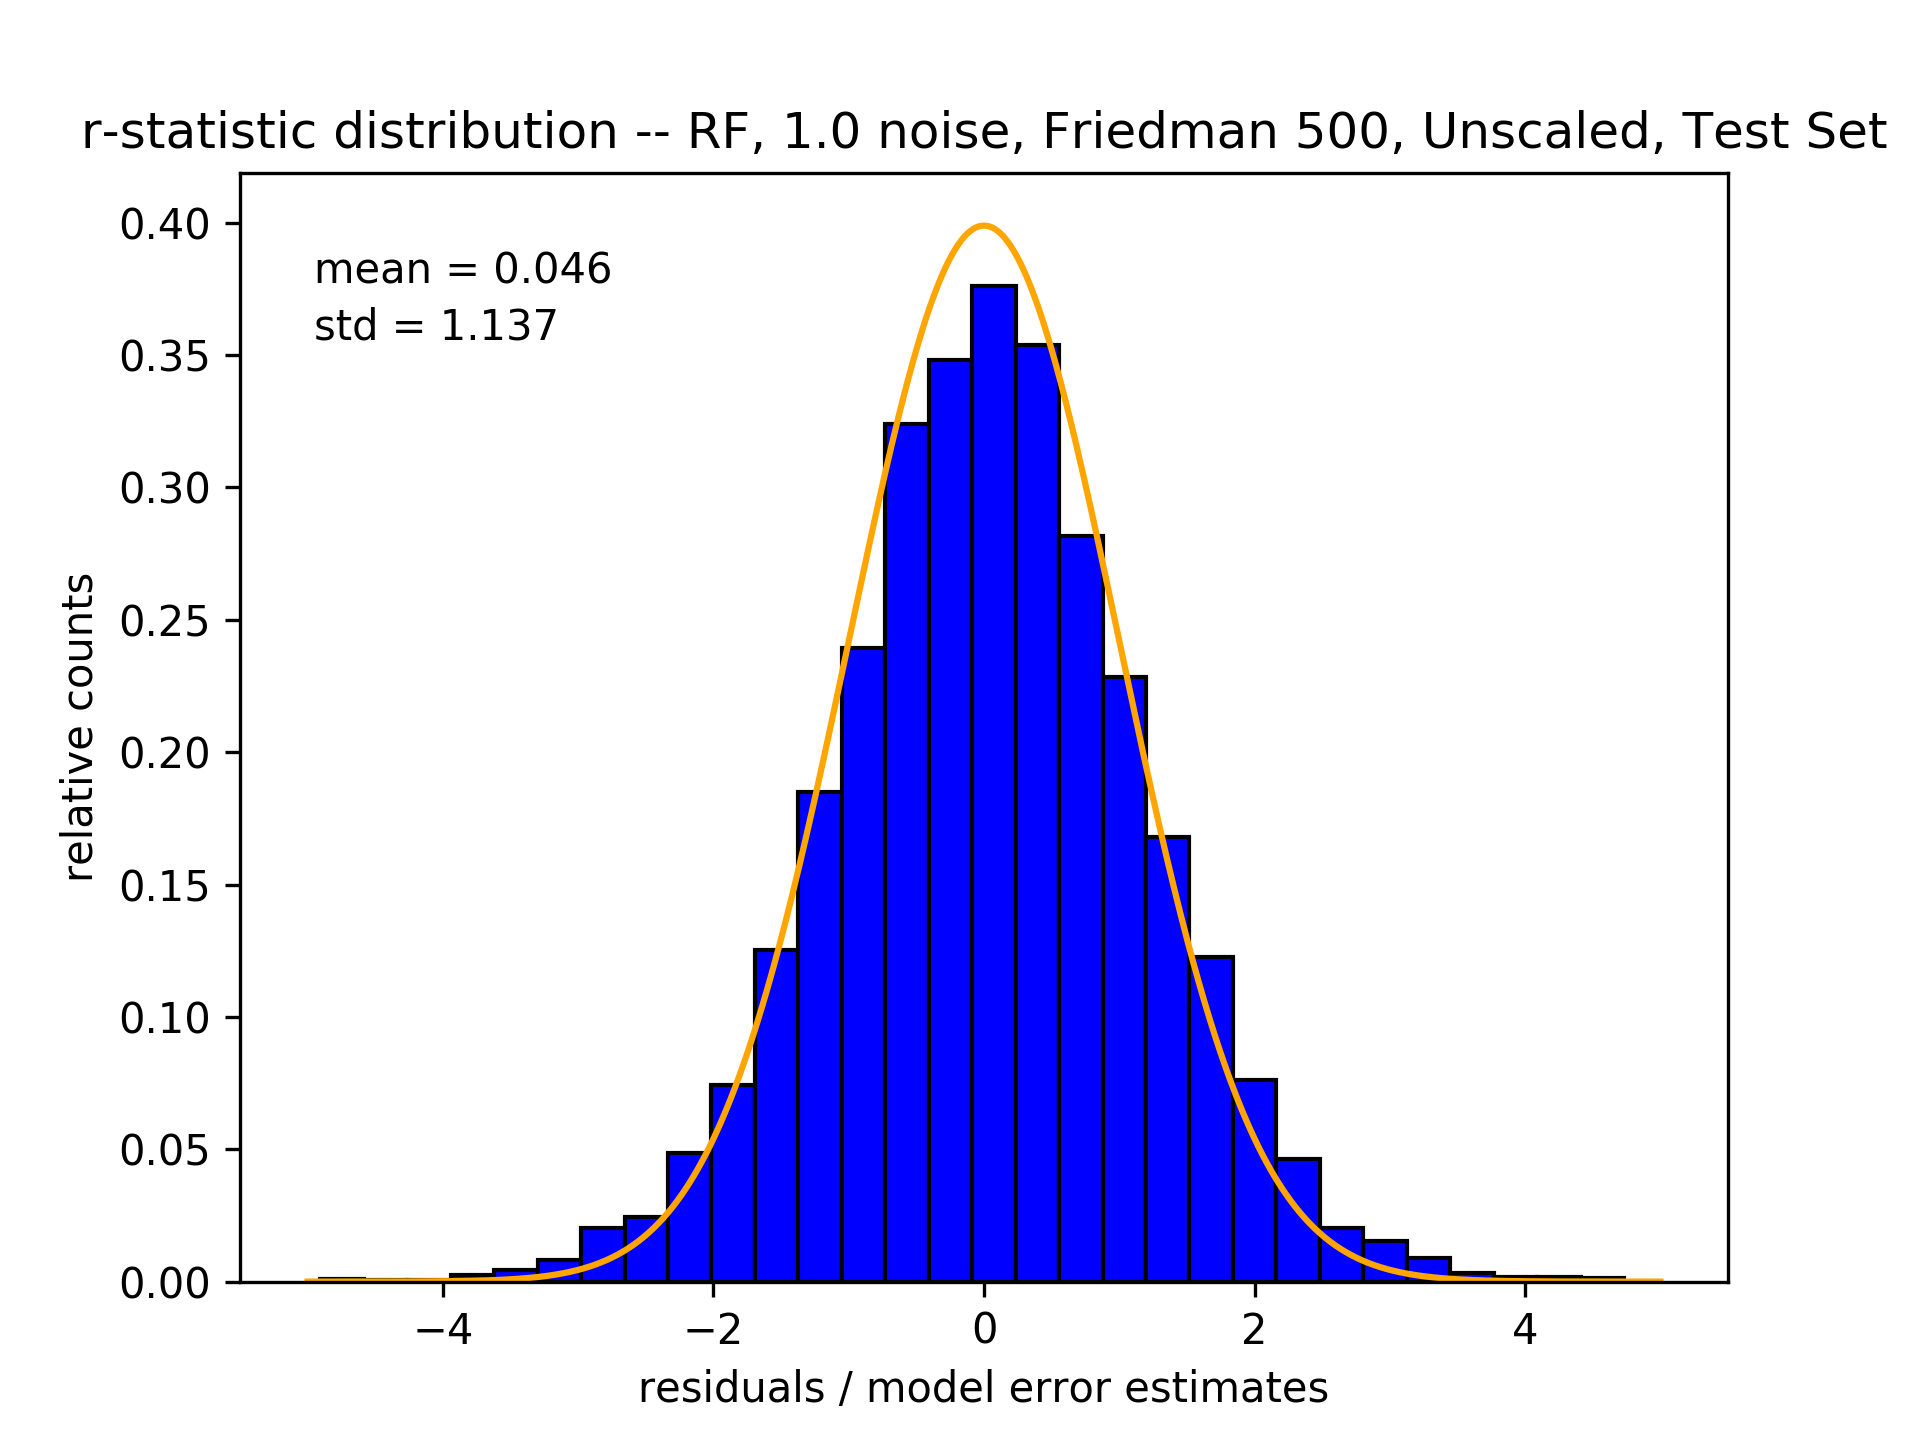 r-statistic distribution -- RF, 1.0 noise, Friedman 500, Unscaled, Test Set
mean = 0.046
std = 1.137
0.40
0.35
0.30
0.25
0.20
0.15
0.10
0.05
0.00
relative counts
−4
−2
0
2
4
residuals / model error estimates